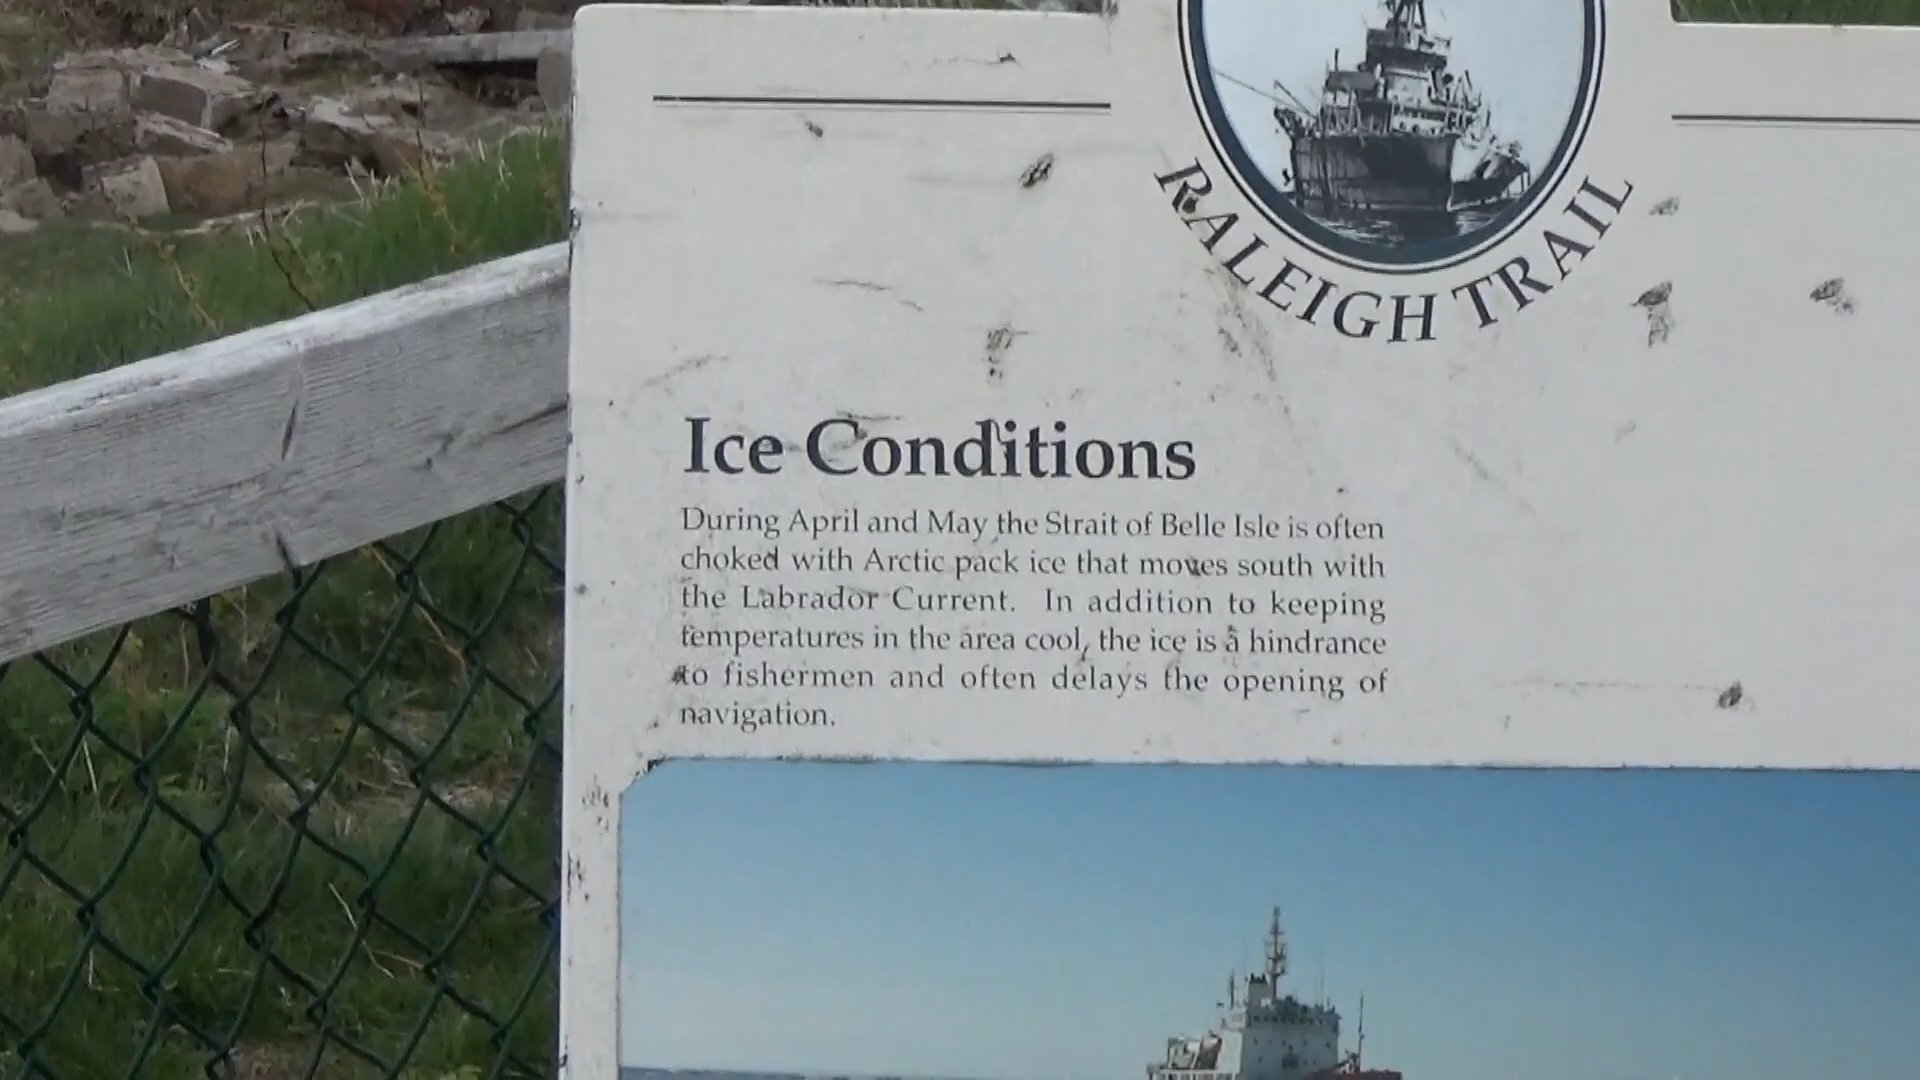 RALEIGH TRAIL
Ice Conditions
During April and May the Strait of Belle Isle is often
choked with Arctic pack ice that moves south with
the Labrador Current. In addition to keeping
temperatures in the area cool, the ice is a hindrance
to fishermen and often delays the opening of
navigation.